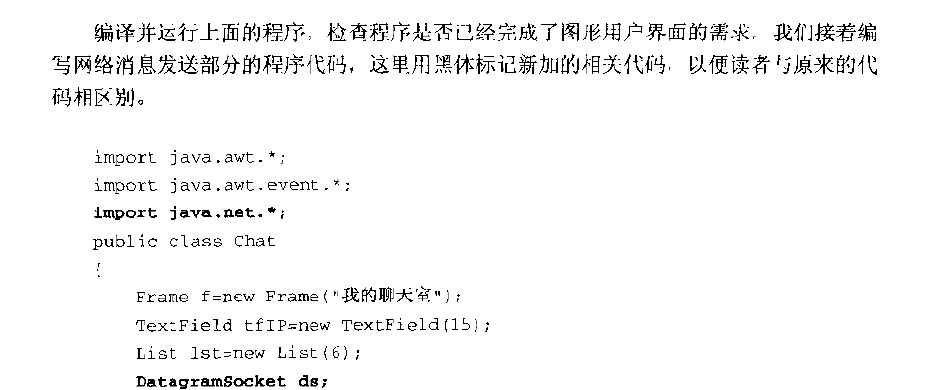 编译并运行上面的程序，检查程序是否已经完成了图形用户界面的需求。我们接着编
写网络消息发送部分的程序代码，这里用黑体标记新加的相关代码，以便读者与原来的代
码相区别。
import java.awt.*;
import java.awt.event.*;
import java.net.*;
public class Chat
{
Frame f=new Frame("我的聊天室");
TextField tfIP=new TextField(15);
List lst=new List(6);
DatagramSocket ds;